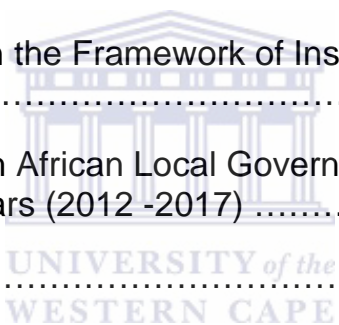 n the Framework of Ins
……………………………
n African Local Govern
ars (2012 -2017) ………
UNIVERSITY of the
……………………………
WESTERN CAPE